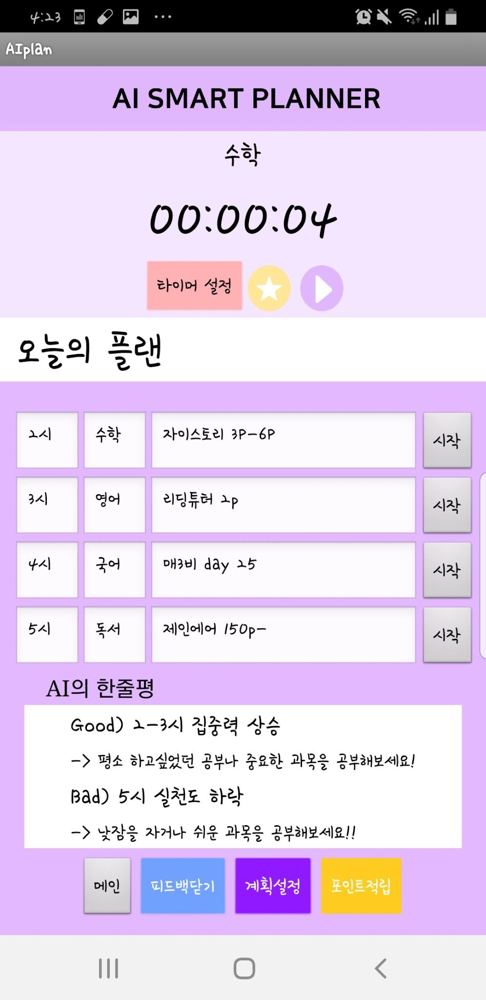 4:23
AIplan
AI SMART PLANNER
수학
00:00:04
타이머 설정
오늘의 플랜
2시 수학 자이스토리 3P-6P 시작
3시 영어 리딩튜터 2p 시작
4시 국어 매3비 day 25 시작
5시 독서 제인에어 150p- 시작
AI의 한줄평
Good) 2-3시 집중력 상승
-> 평소 하고싶었던 공부나 중요한 과목을 공부해보세요!
Bad) 5시 실천도 하락
-> 낮잠을 자거나 쉬운 과목을 공부해보세요!!
메인 피드백닫기 계획설정 포인트적립